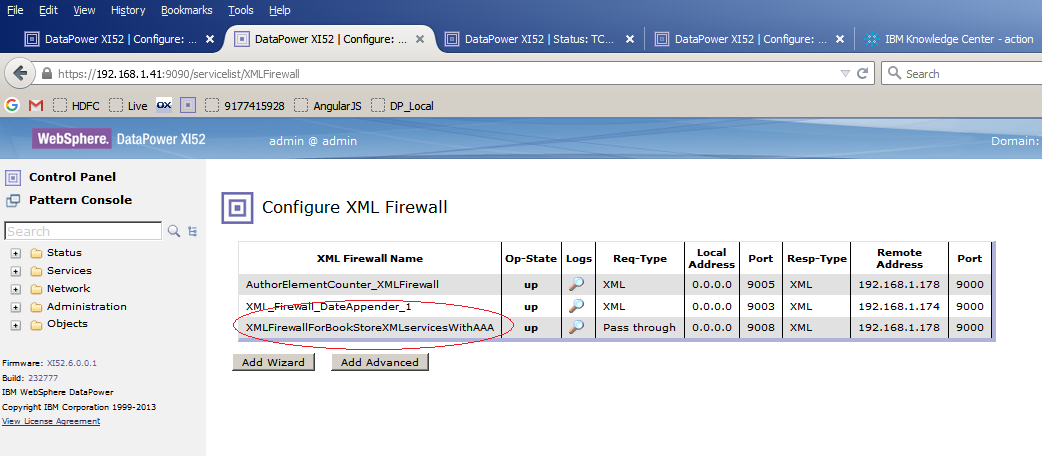 File Edit View History Bookmarks Tools Help
DataPower XI52 | Configure: ... × DataPower XI52 | Configure: ... × DataPower XI52 | Status: TC... × DataPower XI52 | Configure: ... × IBM Knowledge Center - action
https://192.168.1.41:9090/servicelist/XMLFirewall Search
HDFC Live OX 9177415928 AngularJS DP_Local
WebSphere. DataPower XI52 admin @ admin Domain:
Control Panel
Pattern Console
Search
Status
Services
Network
Administration
Objects
Firmware: XI52.6.0.0.1
Build: 232777
IBM WebSphere DataPower
Copyright IBM Corporation 1999-2013
View License Agreement
Configure XML Firewall
XML Firewall Name Op-State Logs Req-Type Local Address Port Resp-Type Remote Address Port
AuthorElementCounter_XMLFirewall up XML 0.0.0.0 9005 XML 192.168.1.178 9000
XML_Firewall_DateAppender_1 up XML 0.0.0.0 9003 XML 192.168.1.174 9000
XMLFirewallForBookStoreXMLservicesWithAAA up Pass through 0.0.0.0 9008 XML 192.168.1.178 9000
Add Wizard Add Advanced